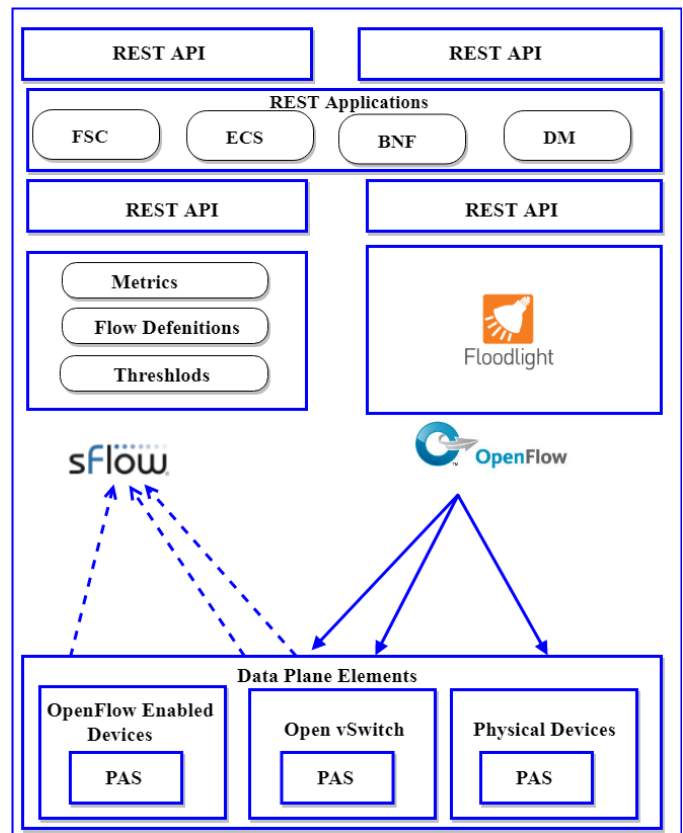 REST API
REST API
REST Applications
FSC
ECS
BNF
DM
REST API
REST API
Metrics
Flow Defenitions
Threshlods
Floodlight
sFlow
OpenFlow
Data Plane Elements
OpenFlow Enabled
Devices
PAS
Open vSwitch
PAS
Physical Devices
PAS